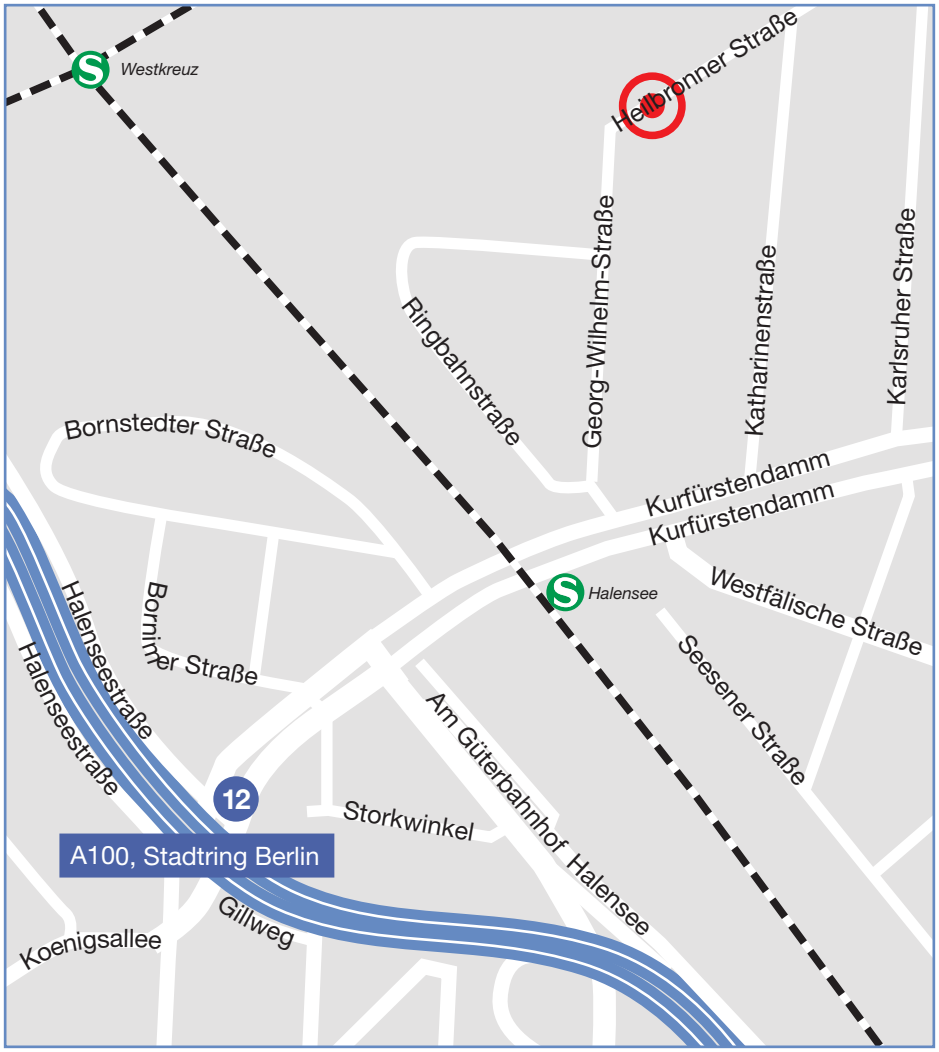 Heilbronner Straße
S Westkreuz
Georg-Wilhelm-Straße
Katharinenstraße
Karlsruher Straße
Ringbahnstraße
Bornstedter Straße
Kurfürstendamm
Kurfürstendamm
S Halensee
Westfälische Straße
Halenseestraße
Halenseestraße
Bornimer Straße
Seesener Straße
Am Güterbahnhof Halensee
12
Storkwinkel
A100, Stadtring Berlin
Gillweg
Koenigsallee